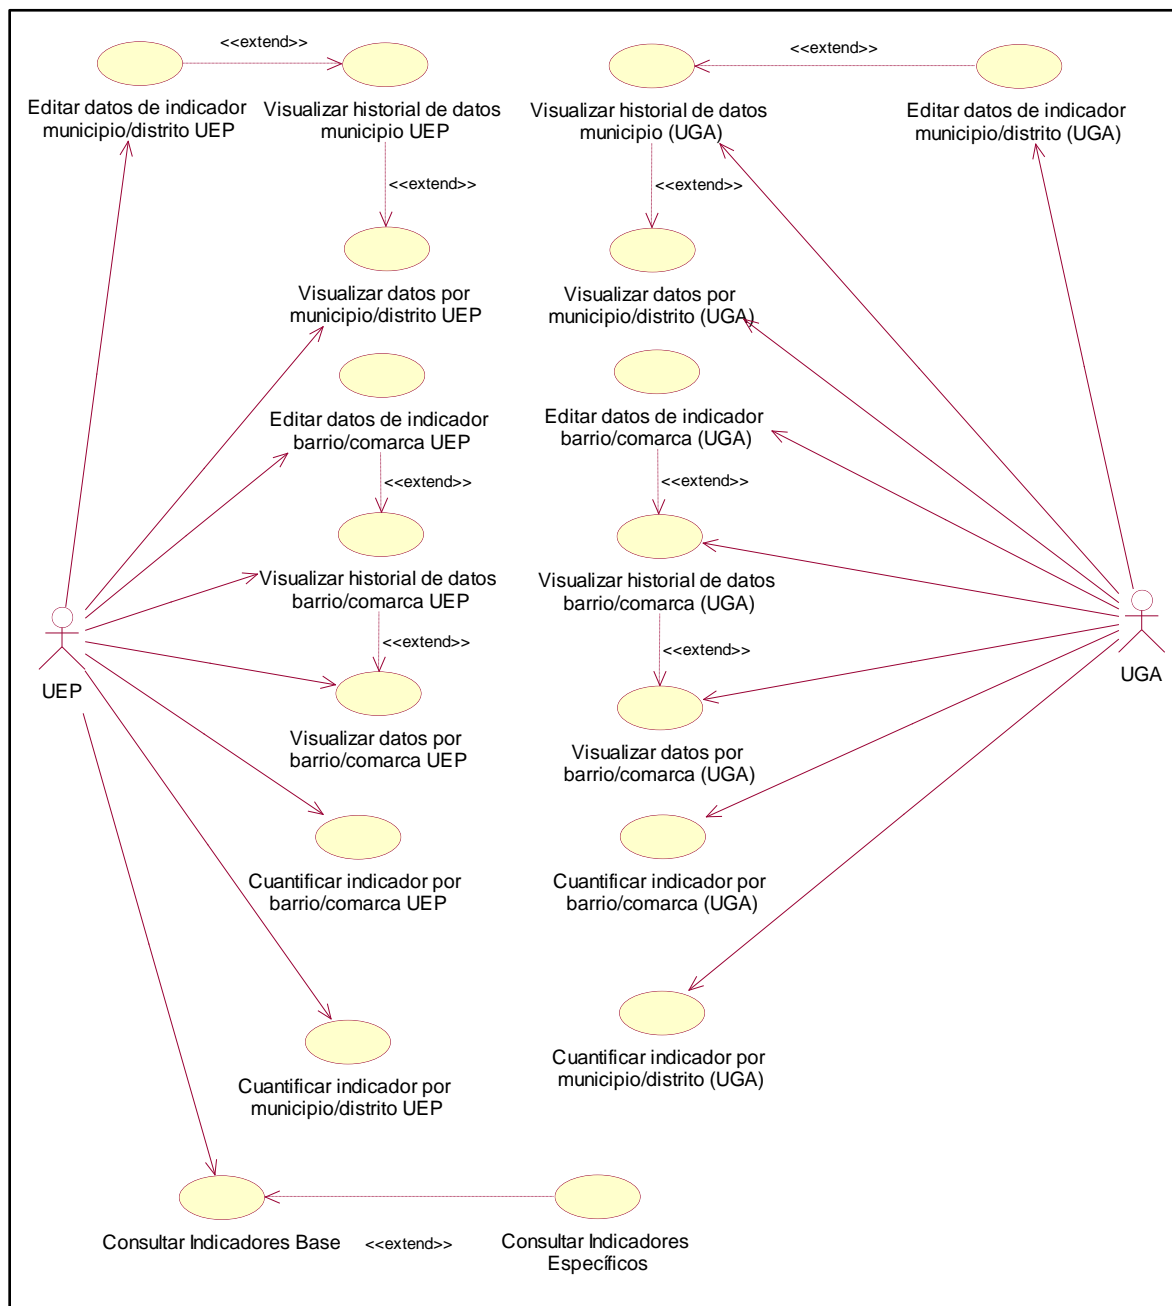 <<extend>>
<<extend>>
Editar datos de indicador
municipio/distrito UEP
Visualizar historial de datos
municipio UEP
Visualizar historial de datos
municipio (UGA)
Editar datos de indicador
municipio/distrito (UGA)
<<extend>>
<<extend>>
Visualizar datos por
municipio/distrito UEP
Visualizar datos por
municipio/distrito (UGA)
Editar datos de indicador
barrio/comarca UEP
Editar datos de indicador
barrio/comarca (UGA)
<<extend>>
<<extend>>
Visualizar historial de datos
barrio/comarca UEP
Visualizar historial de datos
barrio/comarca (UGA)
<<extend>>
<<extend>>
UEP
UGA
Visualizar datos por
barrio/comarca UEP
Visualizar datos por
barrio/comarca (UGA)
Cuantificar indicador por
barrio/comarca UEP
Cuantificar indicador por
barrio/comarca (UGA)
Cuantificar indicador por
municipio/distrito UEP
Cuantificar indicador por
municipio/distrito (UGA)
Consultar Indicadores Base
<<extend>>
Consultar Indicadores
Específicos